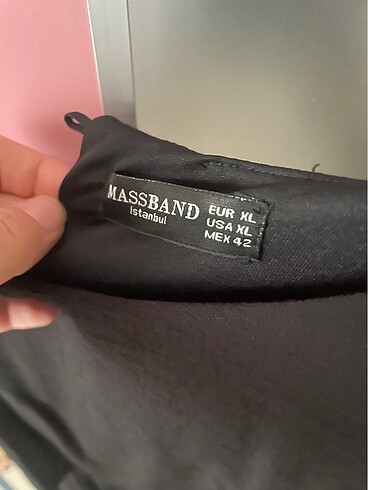 MASSBAND
Istanbul
EUR XL
USA XL
MEX 42